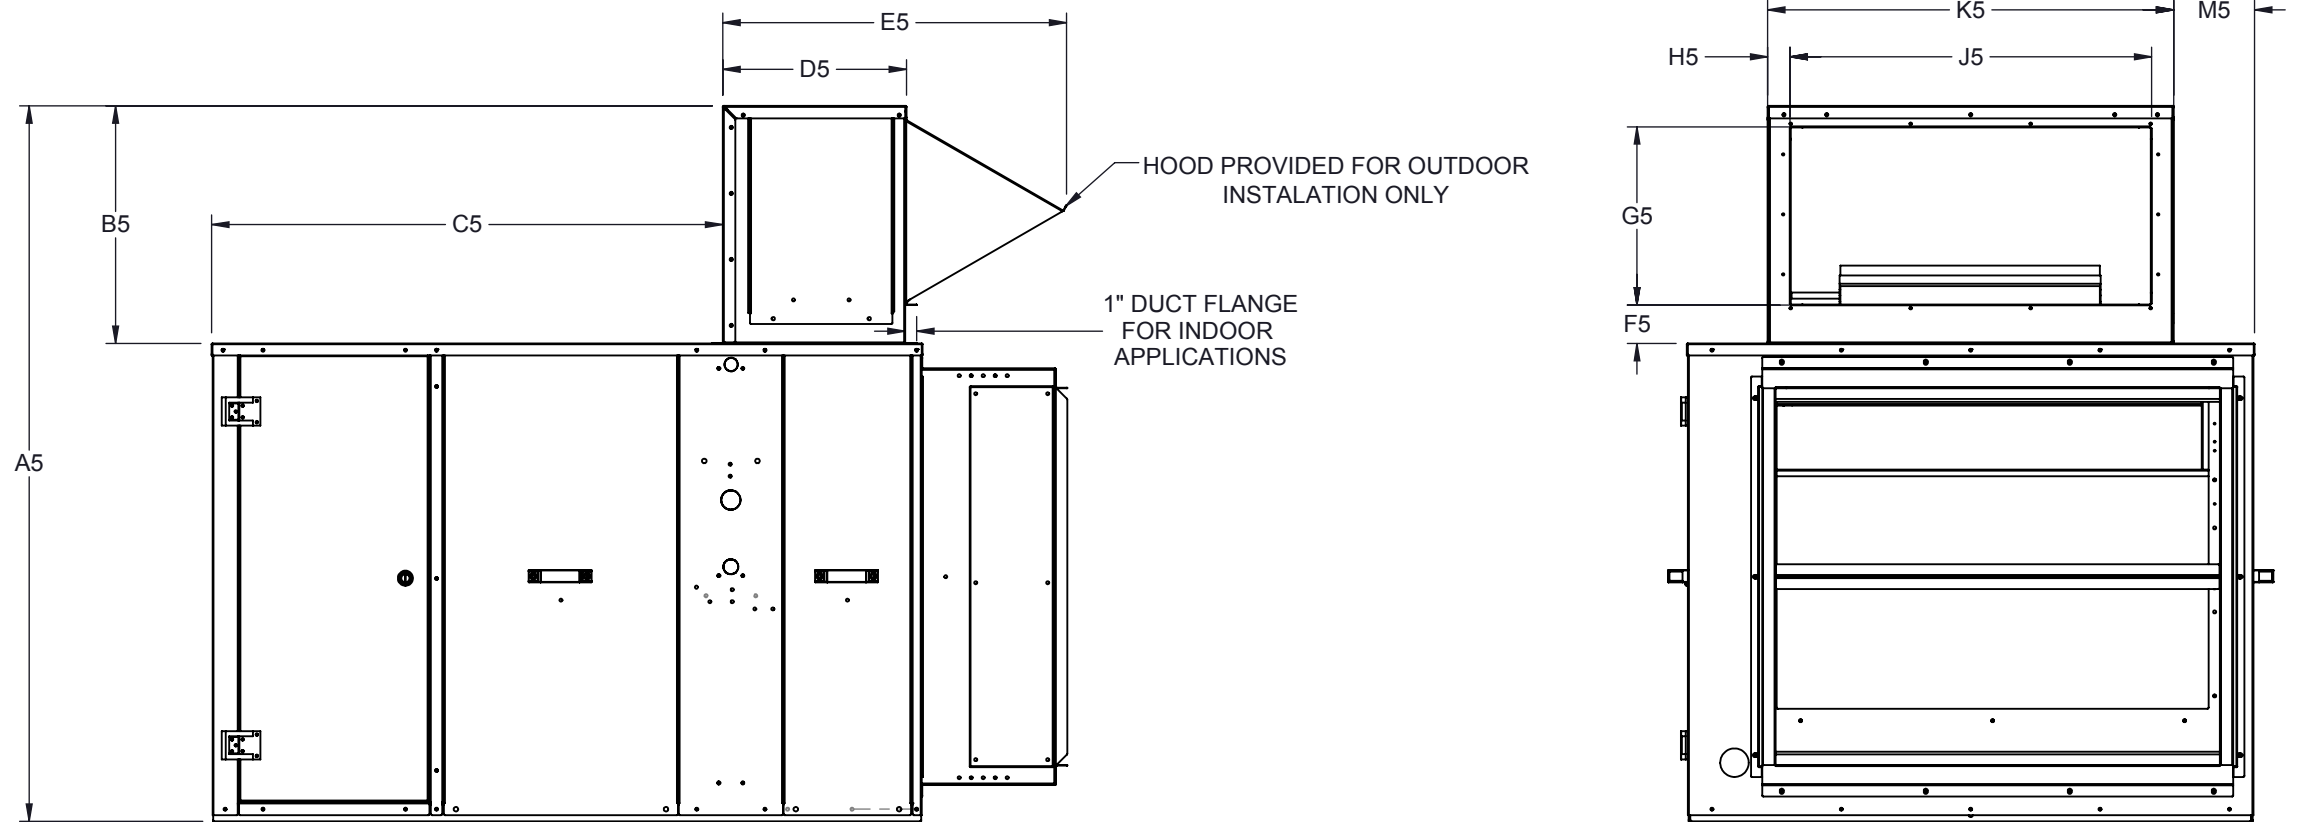 E5
K5
M5
D5
H5
J5
HOOD PROVIDED FOR OUTDOOR
INSTALATION ONLY
B5
C5
G5
1" DUCT FLANGE
FOR INDOOR
APPLICATIONS
F5
A5